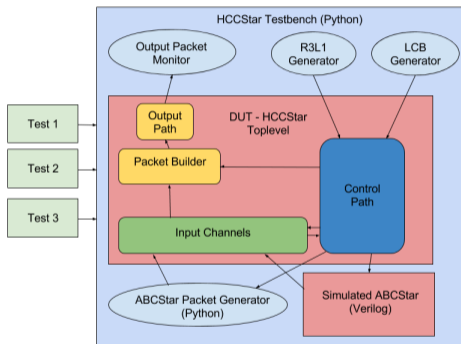 HCCStar Testbench (Python)
Output Packet
Monitor
R3L1
Generator
LCB
Generator
Test 1
Test 2
Test 3
Output
Path
DUT - HCCStar
Toplevel
Packet Builder
Control
Path
Input Channels
ABCStar Packet Generator
(Python)
Simulated ABCStar
(Verilog)